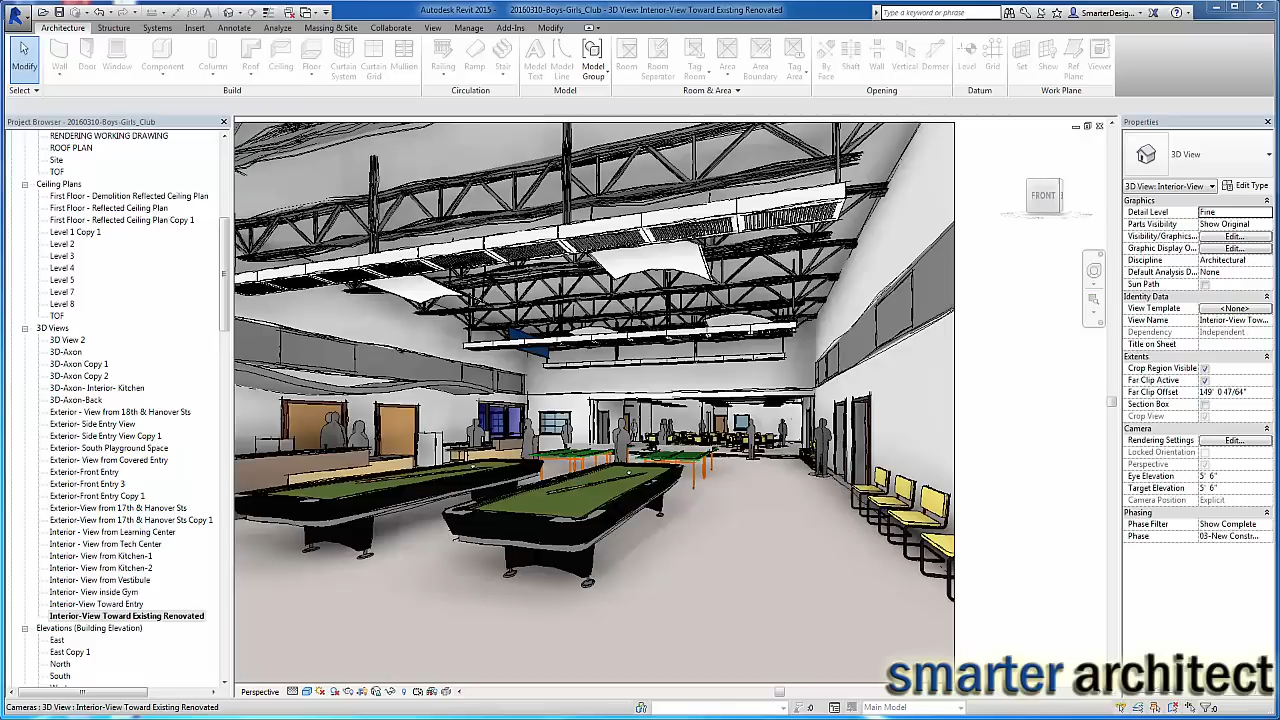 Autodesk Revit 2015 - 20160310-Boys-Girls_Club - 3D View: Interior-View Toward Existing Renovated
Type a keyword or phrase
SmarterDesig...
Architecture Structure Systems Insert Annotate Analyze Massing & Site Collaborate View Manage Add-Ins Modify
Modify Wall Door Window Component Column Roof Ceiling Floor Curtain System Curtain Grid Mullion Railing Ramp Stair Model Text Model Line Model Group Room Room Separator Tag Room Area Area Boundary Tag Area By Face Shaft Wall Vertical Dormer Level Grid Set Show Ref Plane Viewer
Select Build Circulation Model Room & Area Opening Datum Work Plane
Project Browser - 20160310-Boys-Girls_Club
RENDERING WORKING DRAWING
ROOF PLAN
Site
TOF
Ceiling Plans
First Floor - Demolition Reflected Ceiling Plan
First Floor - Reflected Ceiling Plan
First Floor - Reflected Ceiling Plan Copy 1
Level 1 Copy 1
Level 2
Level 3
Level 4
Level 5
Level 7
Level 8
TOF
3D Views
3D View 2
3D-Axon
3D-Axon Copy 1
3D-Axon Copy 2
3D-Axon- Interior- Kitchen
3D-Axon-Back
Exterior - View from 18th & Hanover Sts
Exterior- Side Entry View
Exterior- Side Entry View Copy 1
Exterior- South Playground Space
Exterior- View from Covered Entry
Exterior-Front Entry
Exterior-Front Entry 3
Exterior-Front Entry Copy 1
Exterior-View from 17th & Hanover Sts
Exterior-View from 17th & Hanover Sts Copy 1
Interior - View from Learning Center
Interior - View from Tech Center
Interior- View from Kitchen-1
Interior- View from Kitchen-2
Interior- View from Vestibule
Interior- View inside Gym
Interior-View Toward Entry
Interior-View Toward Existing Renovated
Elevations (Building Elevation)
East
East Copy 1
North
South
FRONT
Properties
3D View
3D View: Interior-View Edit Type
Graphics
Detail Level Fine
Parts Visibility Show Original
Visibility/Graphics... Edit...
Graphic Display O... Edit...
Discipline Architectural
Default Analysis D... None
Sun Path
Identity Data
View Template <None>
View Name Interior-View Tow...
Dependency Independent
Title on Sheet
Extents
Crop Region Visible
Far Clip Active
Far Clip Offset 149' 0 47/64"
Section Box
Crop View
Camera
Rendering Settings Edit...
Locked Orientation
Perspective
Eye Elevation 5' 6"
Target Elevation 5' 6"
Camera Position Explicit
Phasing
Phase Filter Show Complete
Phase 03-New Constr...
Perspective
smarter architect
Cameras : 3D View: Interior-View Toward Existing Renovated
:0
Main Model
:0